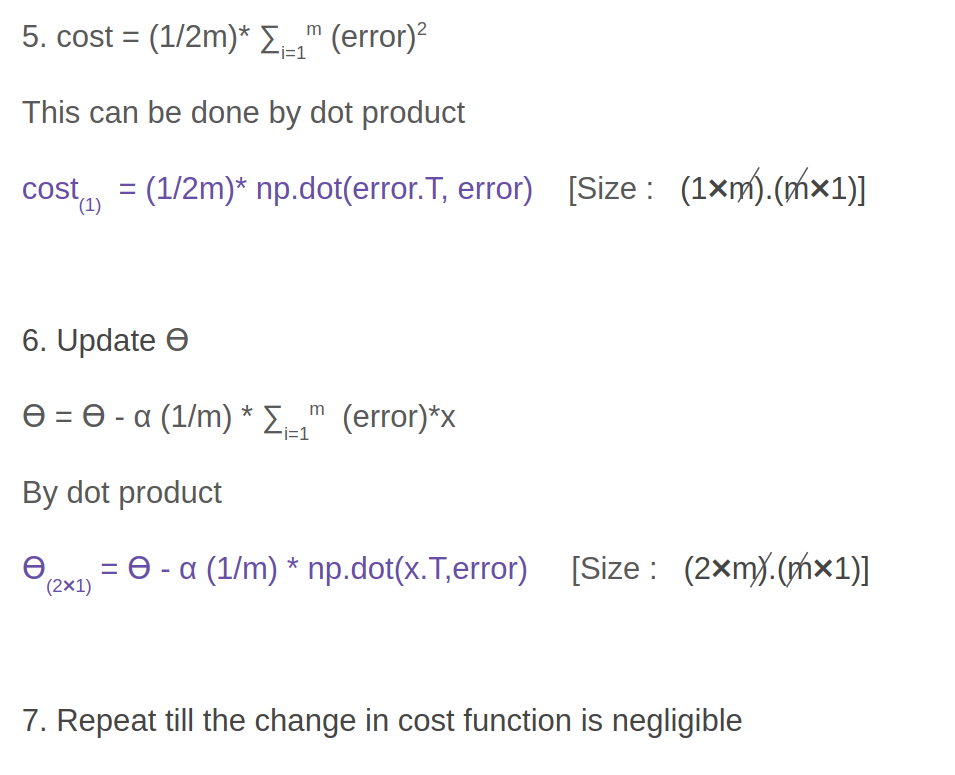 5. cost = (1/2m)* ∑ᵢ₌₁ᵐ (error)²
This can be done by dot product
cost₍₁₎ = (1/2m)* np.dot(error.T, error) [Size : (1×m).(m×1)]
6. Update Ɵ
Ɵ = Ɵ - α (1/m) * ∑ᵢ₌₁ᵐ (error)*x
By dot product
Ɵ₍₂ₓ₁₎ = Ɵ - α (1/m) * np.dot(x.T,error) [Size : (2×m).(m×1)]
7. Repeat till the change in cost function is negligible